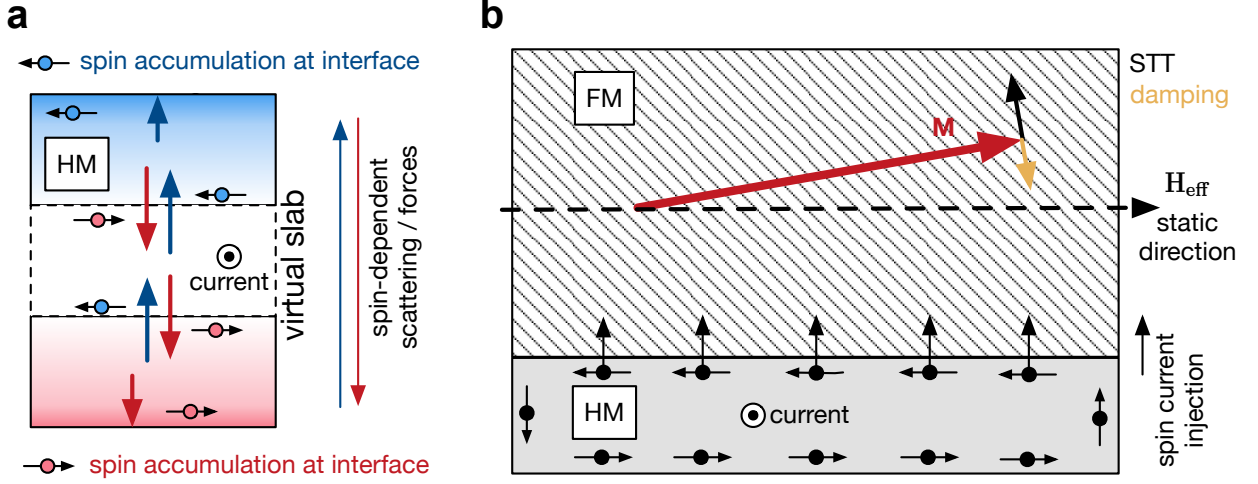 a
spin accumulation at interface
HM
current
virtual slab
spin-dependent
scattering / forces
spin accumulation at interface
b
FM
M
STT
damping
H_eff
static
direction
HM
current
spin current
injection